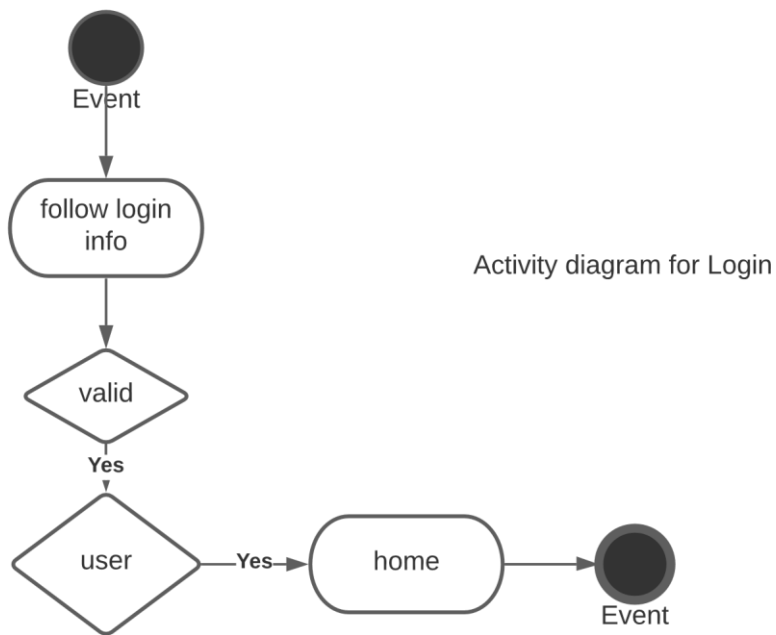 Event
follow login
info
Activity diagram for Login
valid
Yes
user
Yes
home
Event